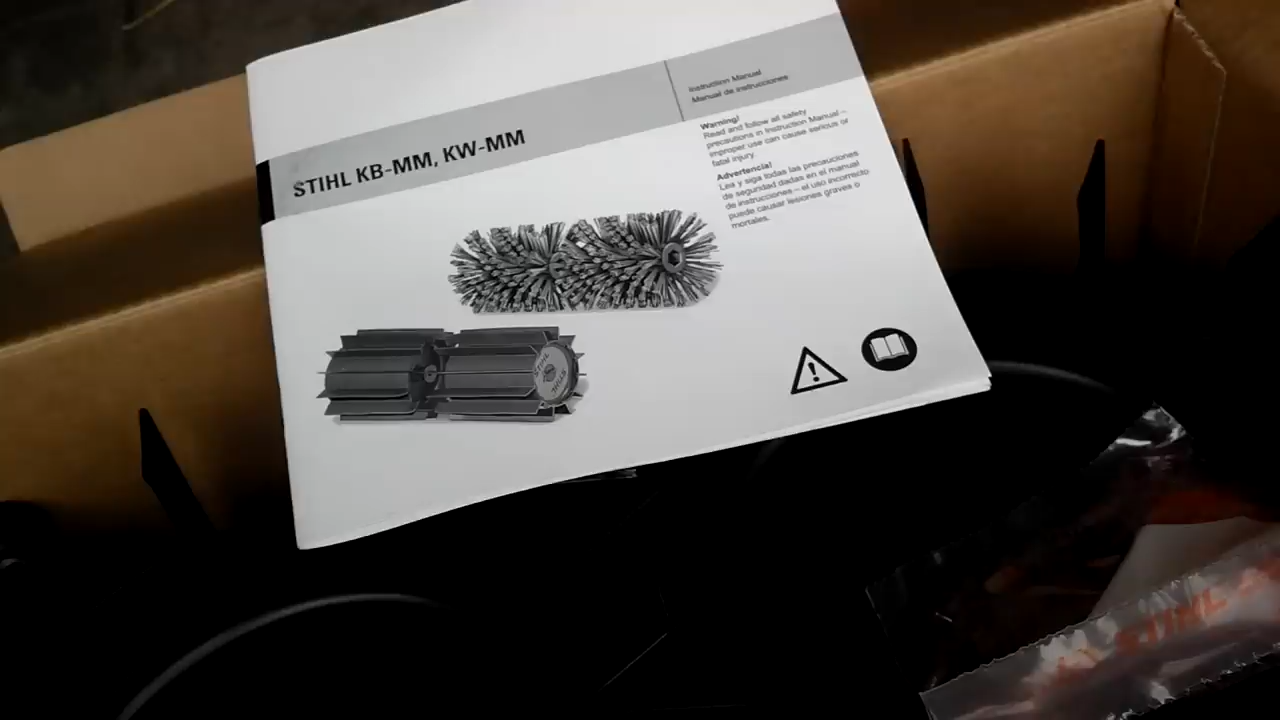 Instruction Manual
Manual de instrucciones
STIHL KB-MM, KW-MM
Warning!
Read and follow all safety
precautions in Instruction Manual –
improper use can cause serious or
fatal injury.
Advertencia!
Lea y siga todas las precauciones
de seguridad dadas en el manual
de instrucciones – el uso incorrecto
puede causar lesiones graves o
mortales.
STIHL
STIHL
STIHL